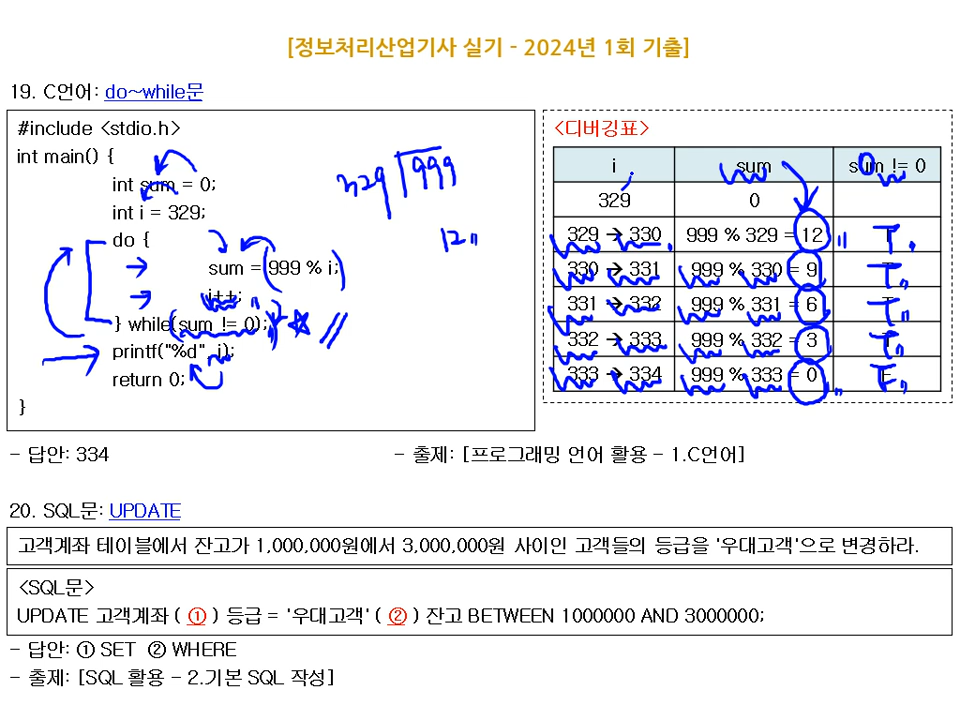 [정보처리산업기사 실기 - 2024년 1회 기출]
19. C언어: do~while문
#include <stdio.h>
int main() {
int sum = 0;
int i = 329;
do {
sum = (999 % i;)
i++;
} while(sum != 0);
printf("%d", i);
return 0;
}
329 999
12
<디버깅표>
i sum sum != 0
329 0
329 → 330 999 % 329 = 12 T
330 → 331 999 % 330 = 9 T
331 → 332 999 % 331 = 6 T
332 → 333 999 % 332 = 3 T
333 → 334 999 % 333 = 0 F
- 답안: 334 - 출제: [프로그래밍 언어 활용 - 1.C언어]
20. SQL문: UPDATE
고객계좌 테이블에서 잔고가 1,000,000원에서 3,000,000원 사이인 고객들의 등급을 '우대고객'으로 변경하라.
<SQL문>
UPDATE 고객계좌 ( ① ) 등급 = '우대고객' ( ② ) 잔고 BETWEEN 1000000 AND 3000000;
- 답안: ① SET ② WHERE
- 출제: [SQL 활용 - 2.기본 SQL 작성]